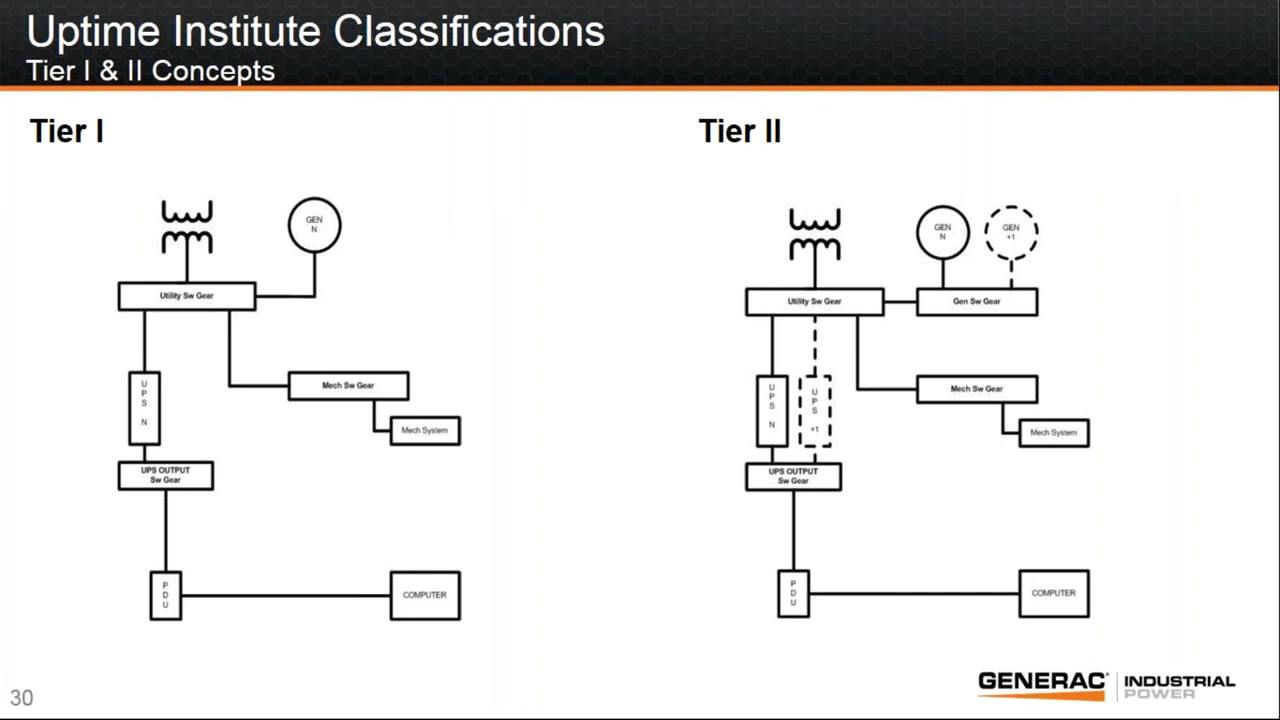 Uptime Institute Classifications
Tier I & II Concepts
Tier I
GEN
N
Utility Sw Gear
U
P
S
N
Mech Sw Gear
Mech System
UPS OUTPUT
Sw Gear
P
D
U
COMPUTER
Tier II
GEN
N
GEN
+1
Utility Sw Gear
Gen Sw Gear
U
P
S
N
U
P
S
+1
Mech Sw Gear
Mech System
UPS OUTPUT
Sw Gear
P
D
U
COMPUTER
30
GENERAC® INDUSTRIAL
POWER